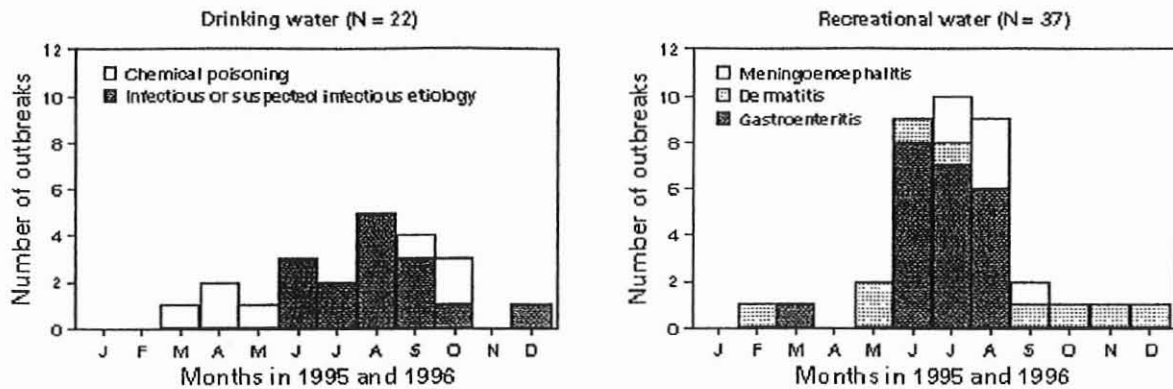 Drinking water (N = 22)
12
10
8
6
4
2
0
Number of outbreaks
Chemical poisoning
Infectious or suspected infectious etiology
J F M A M J J A S O N D
Months in 1995 and 1996
Recreational water (N = 37)
12
10
8
6
4
2
0
Number of outbreaks
Meningoencephalitis
Dermatitis
Gastroenteritis
J F M A M J J A S O N D
Months in 1995 and 1996